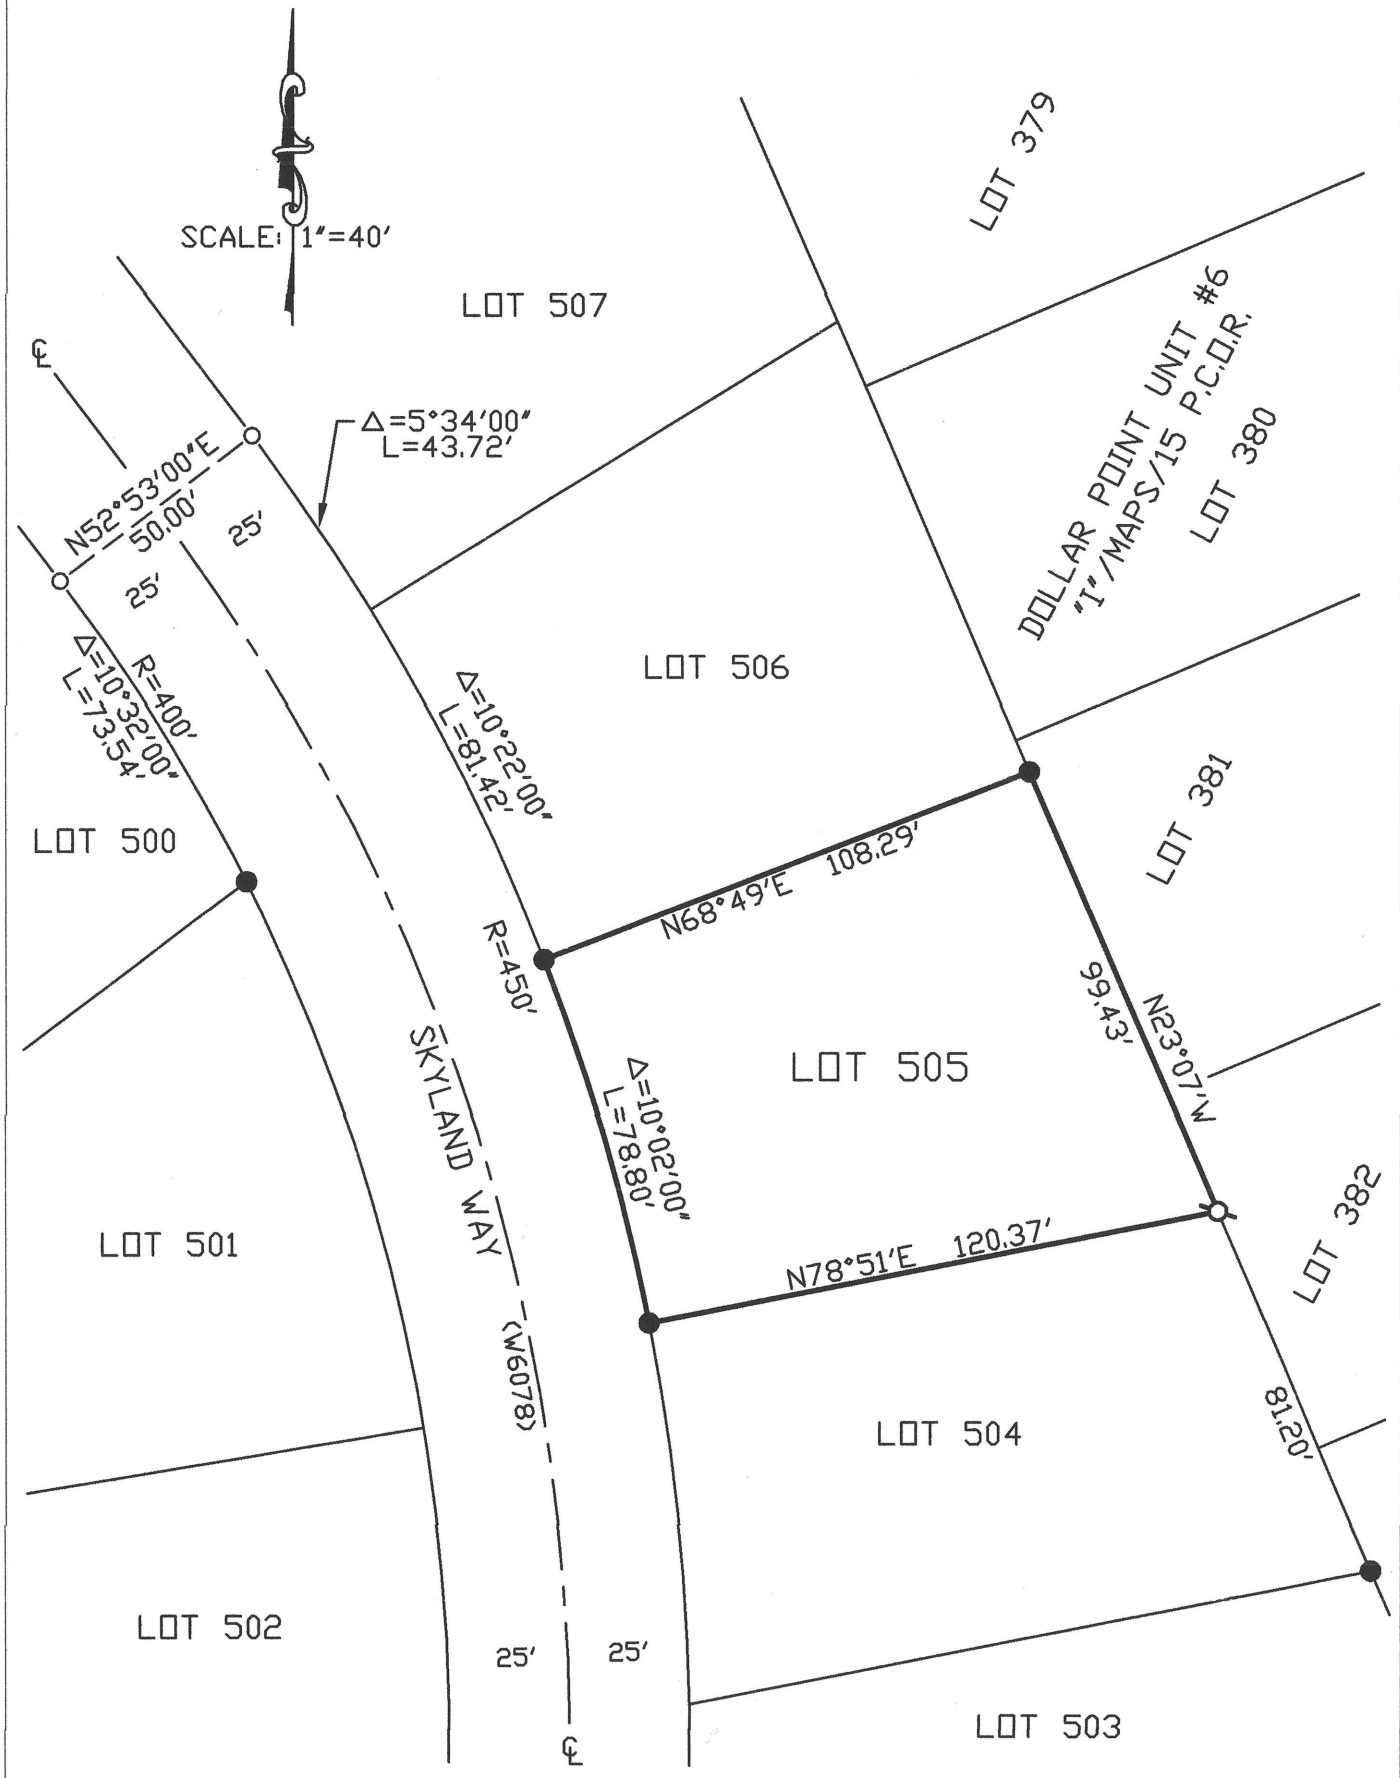 SCALE: 1"=40'
LOT 507
LOT 379
℄
Δ=5°34'00"
L=43.72'
N52°53'00"E
50.00'
25'
25'
DOLLAR POINT UNIT #6
"I"/MAPS/15 P.C.O.R.
LOT 380
R=400'
Δ=10°32'00"
L=73.54'
LOT 506
Δ=10°22'00"
L=81.42'
LOT 500
LOT 381
N68°49'E 108.29'
R=450'
99.43'
N23°07'W
SKYLAND WAY
(W6078)
LOT 505
Δ=10°02'00"
L=78.80'
LOT 501
N78°51'E 120.37'
LOT 382
LOT 504
81.20'
LOT 502
25'
25'
LOT 503
℄